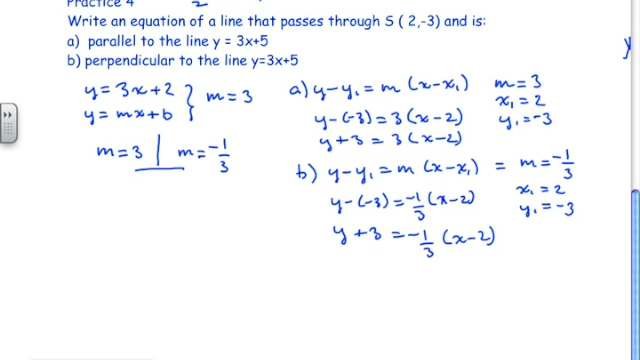 Practice 4
Write an equation of a line that passes through S ( 2,-3) and is:
a) parallel to the line y = 3x+5
b) perpendicular to the line y=3x+5
y = 3x+2
y = mx+b } m = 3
m = 3 | m = -1/3
a) y-y₁ = m (x-x₁) m = 3
x₁ = 2
y-(-3) = 3 (x-2) y₁ = -3
y+3 = 3 (x-2)
b) y-y₁ = m (x-x₁) = m = -1/3
y-(-3) = -1/3 (x-2) x₁ = 2
y₁ = -3
y+3 = -1/3 (x-2)